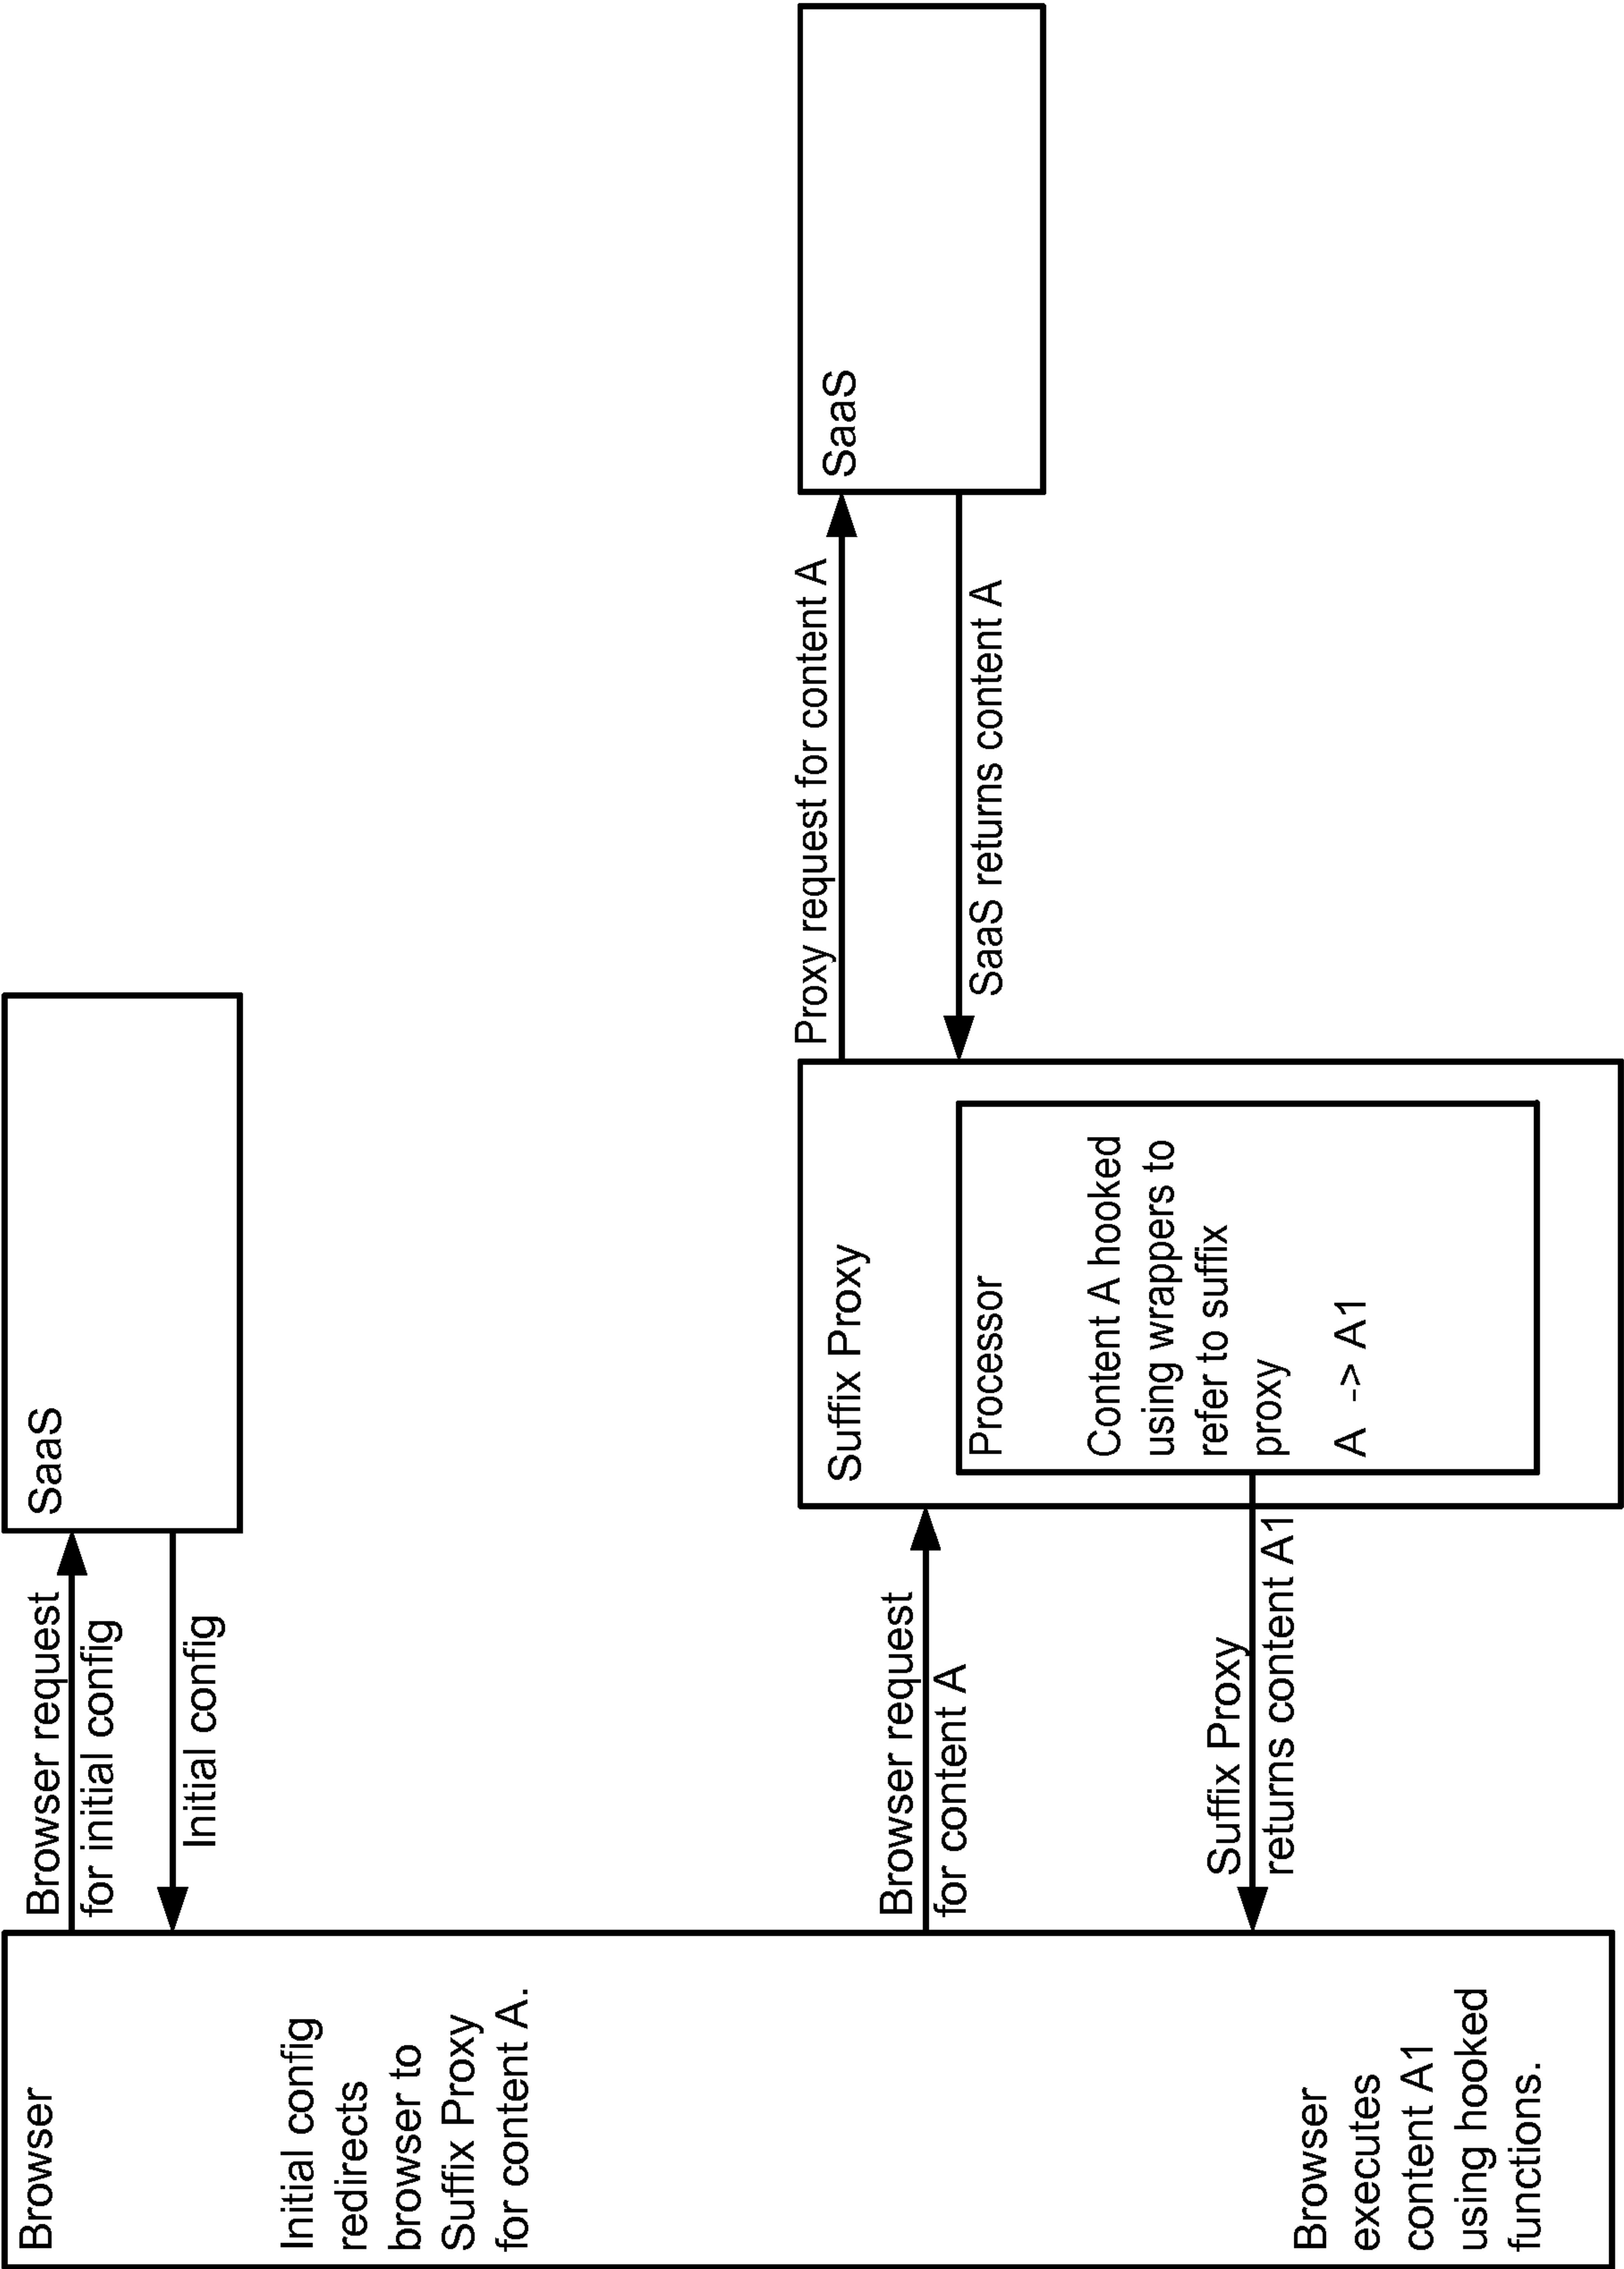 Browser
Initial config
redirects
browser to
Suffix Proxy
for content A.
Browser
executes
content A1
using hooked
functions.
Browser request
for initial config
Initial config
SaaS
Browser request
for content A
Suffix Proxy
returns content A1
Suffix Proxy
Processor
Content A hooked
using wrappers to
refer to suffix
proxy
A -> A1
Proxy request for content A
SaaS returns content A
SaaS